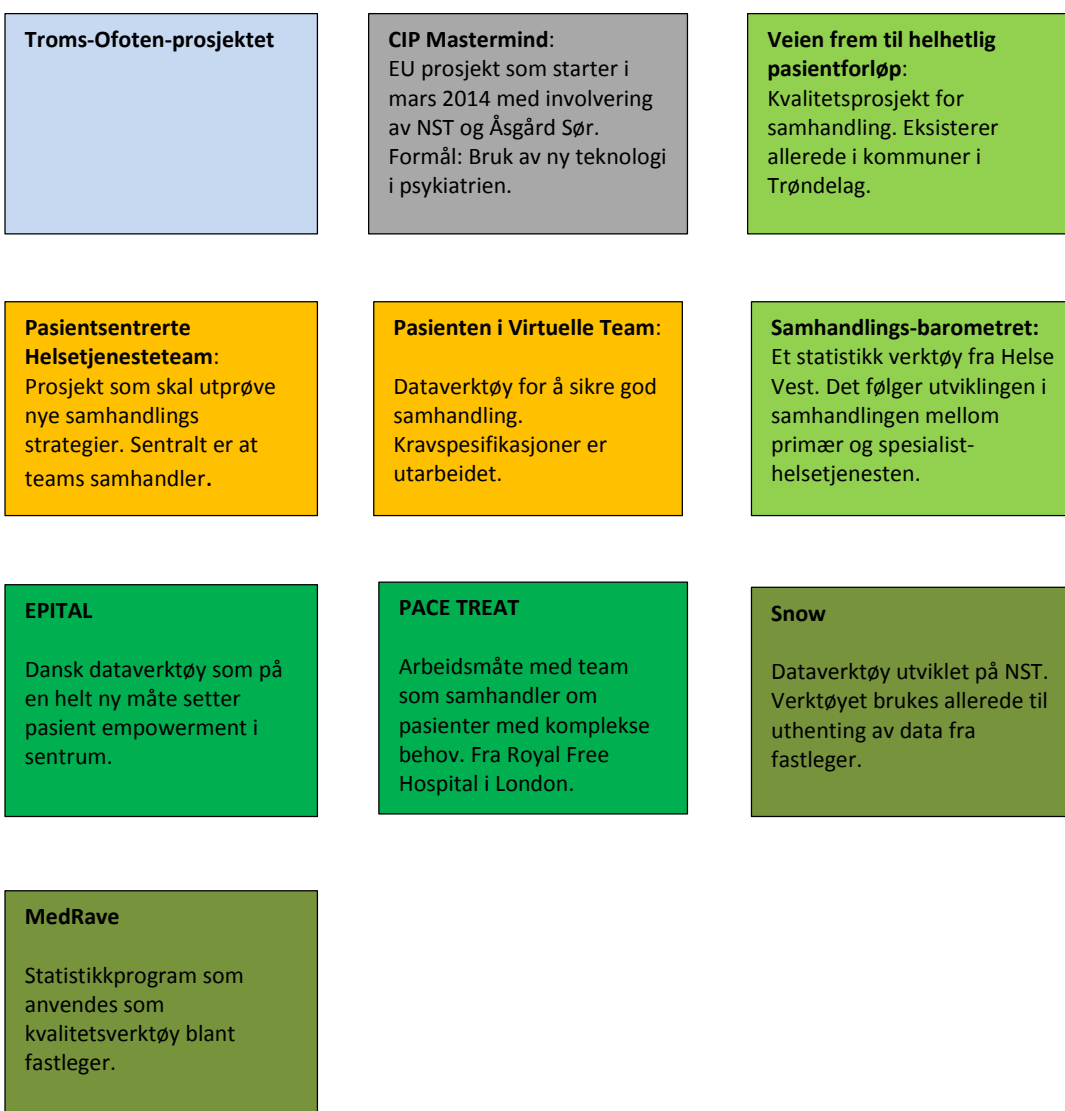 Troms-Ofoten-prosjektet
CIP Mastermind:
EU prosjekt som starter i
mars 2014 med involvering
av NST og Åsgård Sør.
Formål: Bruk av ny teknologi
i psykiatrien.
Veien frem til helhetlig
pasientforløp:
Kvalitetsprosjekt for
samhandling. Eksisterer
allerede i kommuner i
Trøndelag.
Pasientsentrerte
Helsetjenesteteam:
Prosjekt som skal utprøve
nye samhandlings
strategier. Sentralt er at
teams samhandler.
Pasienten i Virtuelle Team:
Dataverktøy for å sikre god
samhandling.
Kravspesifikasjoner er
utarbeidet.
Samhandlings-barometret:
Et statistikk verktøy fra Helse
Vest. Det følger utviklingen i
samhandlingen mellom
primær og spesialist-
helsetjenesten.
EPITAL
Dansk dataverktøy som på
en helt ny måte setter
pasient empowerment i
sentrum.
PACE TREAT
Arbeidsmåte med team
som samhandler om
pasienter med komplekse
behov. Fra Royal Free
Hospital i London.
Snow
Dataverktøy utviklet på NST.
Verktøyet brukes allerede til
uthenting av data fra
fastleger.
MedRave
Statistikkprogram som
anvendes som
kvalitetsverktøy blant
fastleger.